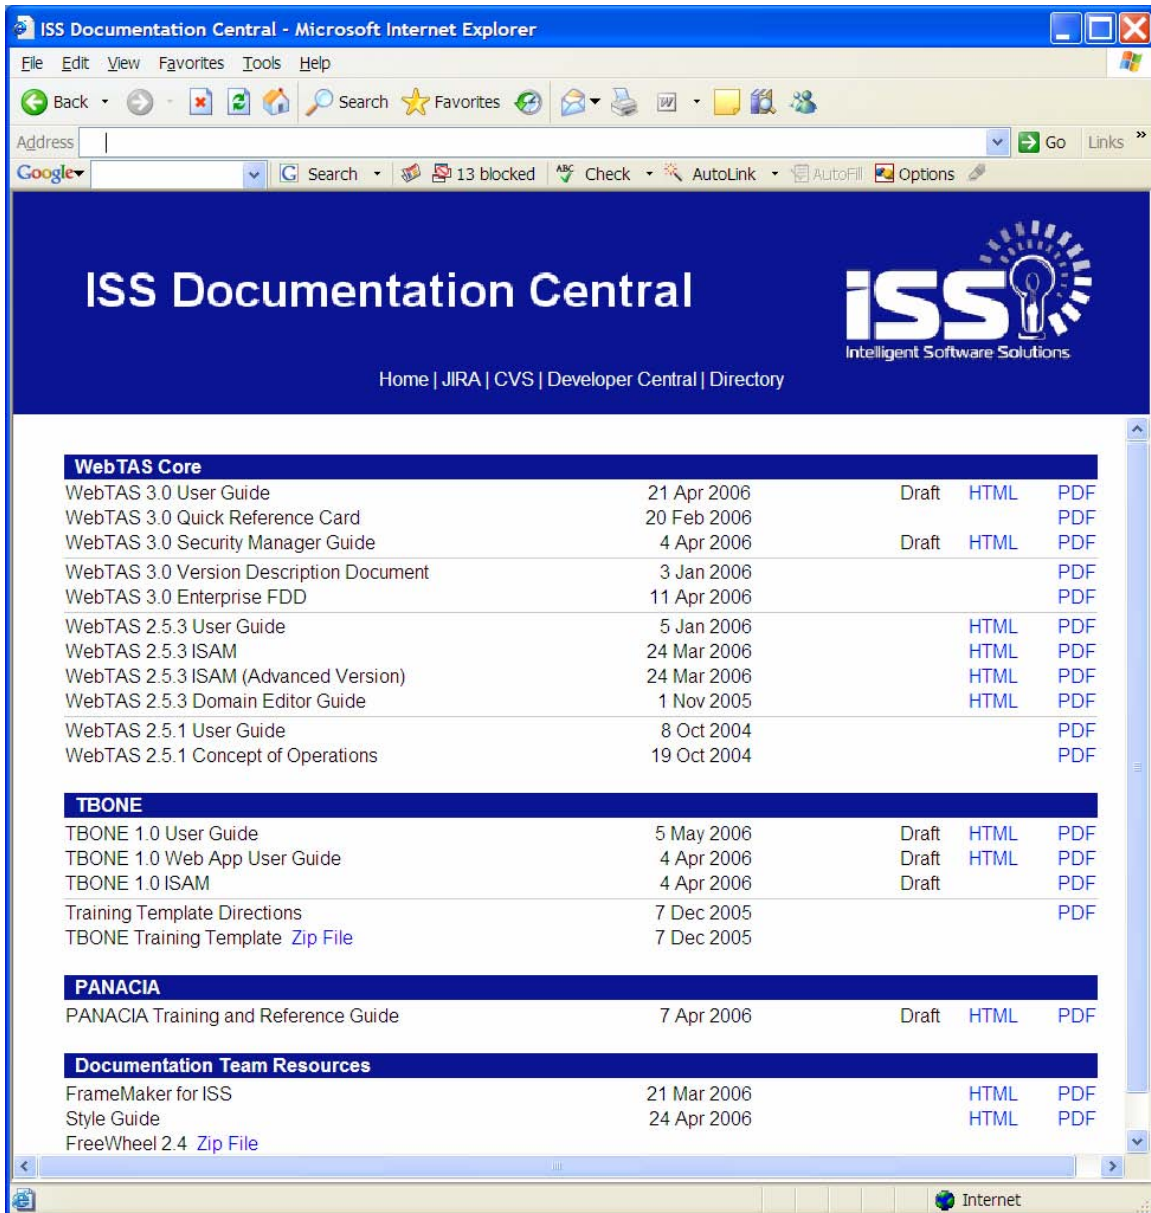 ISS Documentation Central - Microsoft Internet Explorer
File Edit View Favorites Tools Help
Back Search Favorites
Address Go Links »
Google Search 13 blocked ABC Check AutoLink AutoFill Options
ISS Documentation Central
ISS
Intelligent Software Solutions
Home | JIRA | CVS | Developer Central | Directory
WebTAS Core
WebTAS 3.0 User Guide 21 Apr 2006 Draft HTML PDF
WebTAS 3.0 Quick Reference Card 20 Feb 2006 PDF
WebTAS 3.0 Security Manager Guide 4 Apr 2006 Draft HTML PDF
WebTAS 3.0 Version Description Document 3 Jan 2006 PDF
WebTAS 3.0 Enterprise FDD 11 Apr 2006 PDF
WebTAS 2.5.3 User Guide 5 Jan 2006 HTML PDF
WebTAS 2.5.3 ISAM 24 Mar 2006 HTML PDF
WebTAS 2.5.3 ISAM (Advanced Version) 24 Mar 2006 HTML PDF
WebTAS 2.5.3 Domain Editor Guide 1 Nov 2005 HTML PDF
WebTAS 2.5.1 User Guide 8 Oct 2004 PDF
WebTAS 2.5.1 Concept of Operations 19 Oct 2004 PDF
TBONE
TBONE 1.0 User Guide 5 May 2006 Draft HTML PDF
TBONE 1.0 Web App User Guide 4 Apr 2006 Draft HTML PDF
TBONE 1.0 ISAM 4 Apr 2006 Draft PDF
Training Template Directions 7 Dec 2005 PDF
TBONE Training Template Zip File 7 Dec 2005
PANACIA
PANACIA Training and Reference Guide 7 Apr 2006 Draft HTML PDF
Documentation Team Resources
FrameMaker for ISS 21 Mar 2006 HTML PDF
Style Guide 24 Apr 2006 HTML PDF
FreeWheel 2.4 Zip File
Internet